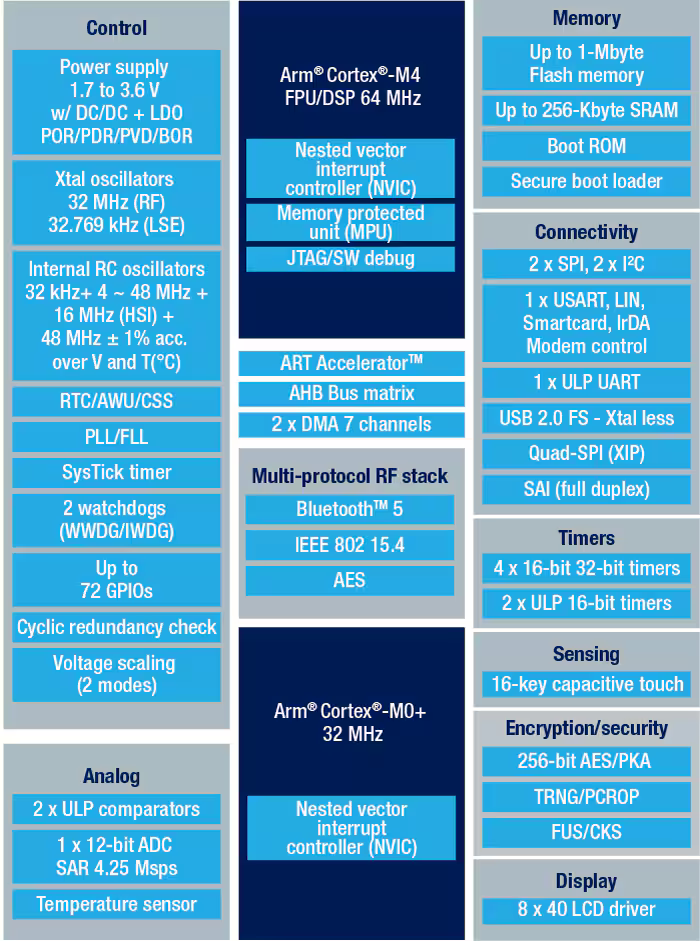 Control
Power supply
1.7 to 3.6 V
w/ DC/DC + LDO
POR/PDR/PVD/BOR
Xtal oscillators
32 MHz (RF)
32.769 kHz (LSE)
Internal RC oscillators
32 kHz+ 4 ~ 48 MHz +
16 MHz (HSI) +
48 MHz ± 1% acc.
over V and T(°C)
RTC/AWU/CSS
PLL/FLL
SysTick timer
2 watchdogs
(WWDG/IWDG)
Up to
72 GPIOs
Cyclic redundancy check
Voltage scaling
(2 modes)
Analog
2 x ULP comparators
1 x 12-bit ADC
SAR 4.25 Msps
Temperature sensor
Arm® Cortex®-M4
FPU/DSP 64 MHz
Nested vector
interrupt
controller (NVIC)
Memory protected
unit (MPU)
JTAG/SW debug
ART Accelerator™
AHB Bus matrix
2 x DMA 7 channels
Multi-protocol RF stack
Bluetooth™ 5
IEEE 802 15.4
AES
Arm® Cortex®-M0+
32 MHz
Nested vector
interrupt
controller (NVIC)
Memory
Up to 1-Mbyte
Flash memory
Up to 256-Kbyte SRAM
Boot ROM
Secure boot loader
Connectivity
2 x SPI, 2 x I²C
1 x USART, LIN,
Smartcard, IrDA
Modem control
1 x ULP UART
USB 2.0 FS - Xtal less
Quad-SPI (XIP)
SAI (full duplex)
Timers
4 x 16-bit 32-bit timers
2 x ULP 16-bit timers
Sensing
16-key capacitive touch
Encryption/security
256-bit AES/PKA
TRNG/PCROP
FUS/CKS
Display
8 x 40 LCD driver